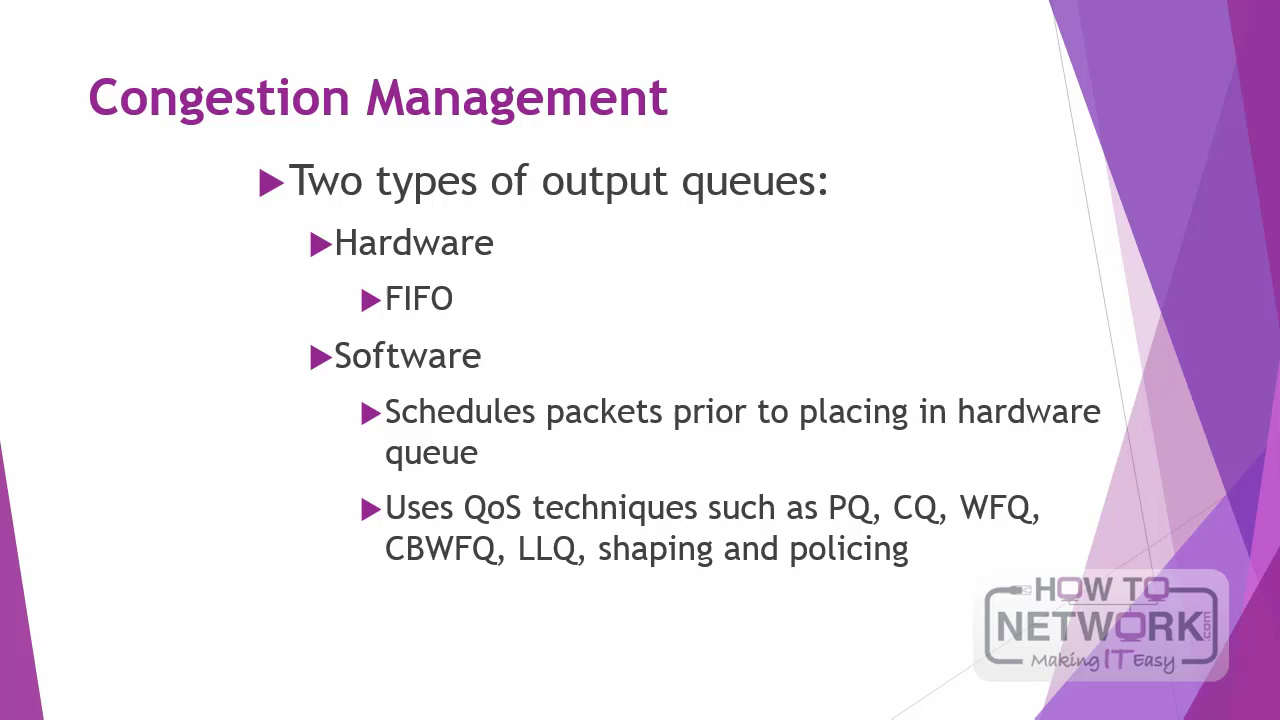 Congestion Management
Two types of output queues:
Hardware
FIFO
Software
Schedules packets prior to placing in hardware
queue
Uses QoS techniques such as PQ, CQ, WFQ,
CBWFQ, LLQ, shaping and policing
HOW TO
NETWORK.com
Making IT Easy